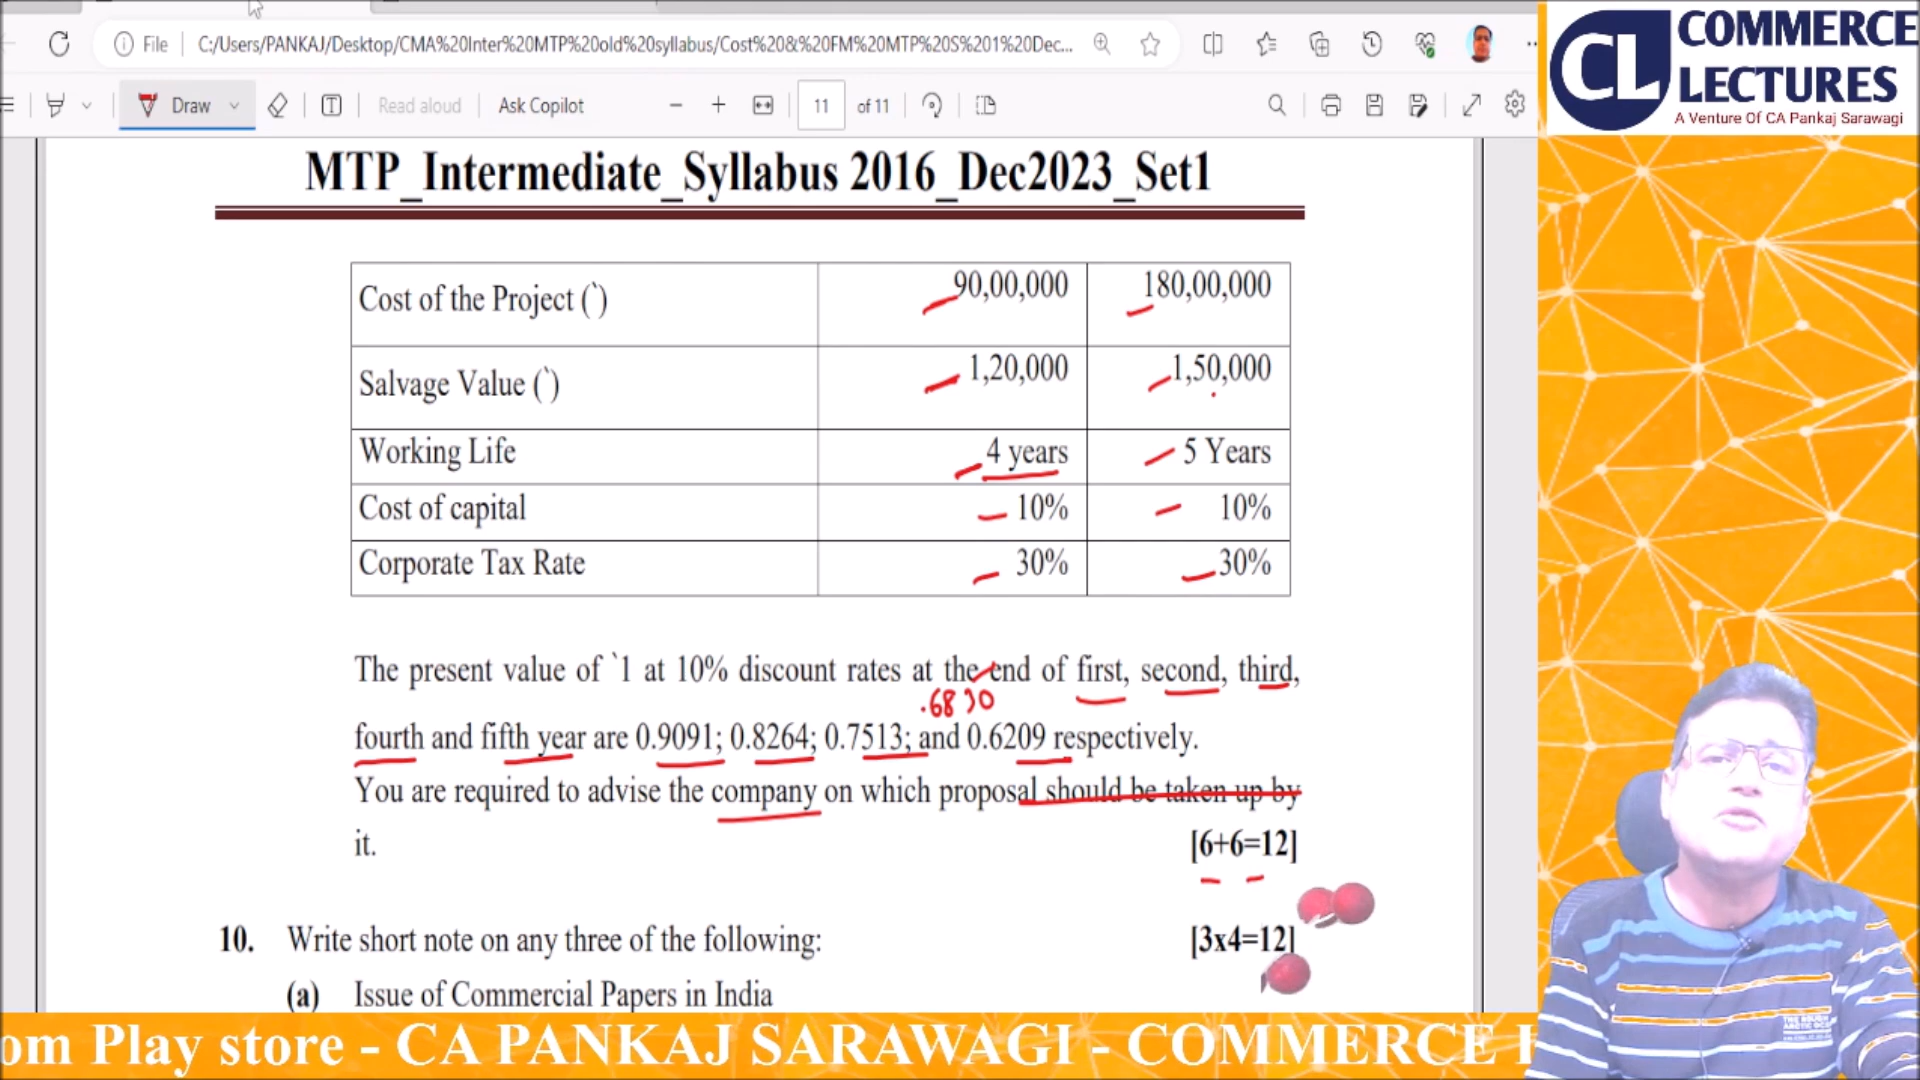 File
C:/Users/PANKAJ/Desktop/CMA%20Inter%20MTP%20old%20syllabus/Cost%20&%20FM%20MTP%20S%201%20Dec...
Draw
Read aloud
Ask Copilot
11
of 11
CL COMMERCE
LECTURES
A Venture Of CA Pankaj Sarawagi
MTP_Intermediate_Syllabus 2016_Dec2023_Set1
Cost of the Project (`) 90,00,000 180,00,000
Salvage Value (`) 1,20,000 1,50,000
Working Life 4 years 5 Years
Cost of capital 10% 10%
Corporate Tax Rate 30% 30%
The present value of `1 at 10% discount rates at the end of first, second, third,
.6830
fourth and fifth year are 0.9091; 0.8264; 0.7513; and 0.6209 respectively.
You are required to advise the company on which proposal should be taken up by
it. [6+6=12]
10. Write short note on any three of the following: [3x4=12]
(a) Issue of Commercial Papers in India
om Play store - CA PANKAJ SARAWAGI - COMMERCE